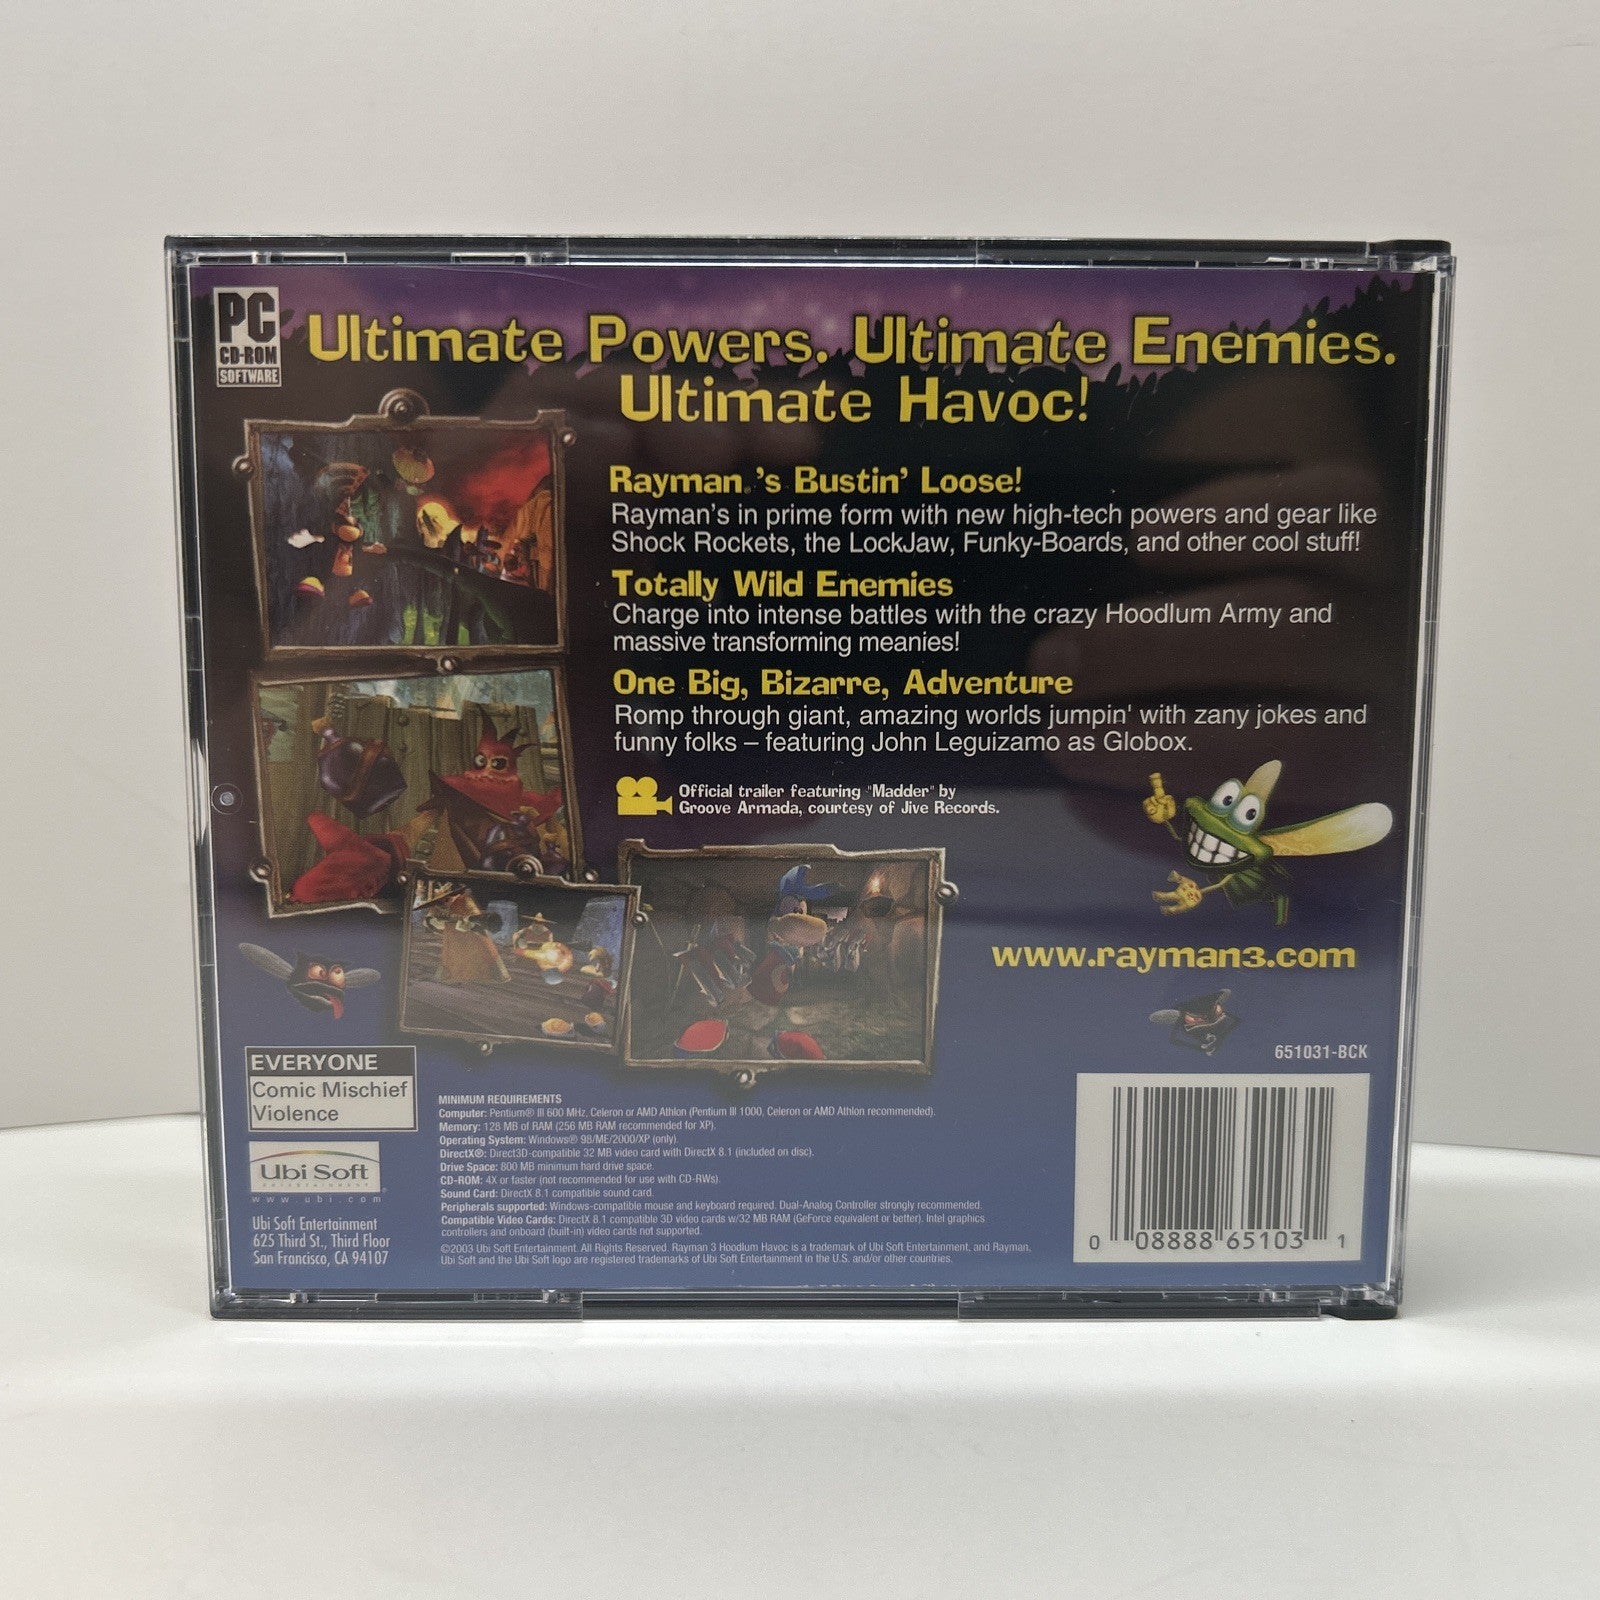 PC
CD-ROM
SOFTWARE
Ultimate Powers. Ultimate Enemies.
Ultimate Havoc!
Rayman®'s Bustin' Loose!
Rayman's in prime form with new high-tech powers and gear like
Shock Rockets, the LockJaw, Funky-Boards, and other cool stuff!
Totally Wild Enemies
Charge into intense battles with the crazy Hoodlum Army and
massive transforming meanies!
One Big, Bizarre, Adventure
Romp through giant, amazing worlds jumpin' with zany jokes and
funny folks – featuring John Leguizamo as Globox.
Official trailer featuring "Madder" by
Groove Armada, courtesy of Jive Records.
www.rayman3.com
651031-BCK
EVERYONE
Comic Mischief
Violence
Ubi Soft
ENTERTAINMENT
www.ubi.com
Ubi Soft Entertainment
625 Third St., Third Floor
San Francisco, CA 94107
MINIMUM REQUIREMENTS
Computer: Pentium® III 600 MHz, Celeron or AMD Athlon (Pentium III 1000, Celeron or AMD Athlon recommended).
Memory: 128 MB of RAM (256 MB RAM recommended for XP).
Operating System: Windows® 98/ME/2000/XP (only).
DirectX®: Direct3D-compatible 32 MB video card with DirectX 8.1 (included on disc).
Drive Space: 800 MB minimum hard drive space.
CD-ROM: 4X or faster (not recommended for use with CD-RWs).
Sound Card: DirectX 8.1 compatible sound card.
Peripherals supported: Windows-compatible mouse and keyboard required. Dual-Analog Controller strongly recommended.
Compatible Video Cards: DirectX 8.1 compatible 3D video cards w/32 MB RAM (GeForce equivalent or better). Intel graphics
controllers and onboard (built-in) video cards not supported.
©2003 Ubi Soft Entertainment. All Rights Reserved. Rayman 3 Hoodlum Havoc is a trademark of Ubi Soft Entertainment, and Rayman,
Ubi Soft and the Ubi Soft logo are registered trademarks of Ubi Soft Entertainment in the U.S. and/or other countries.
0 08888 65103 1